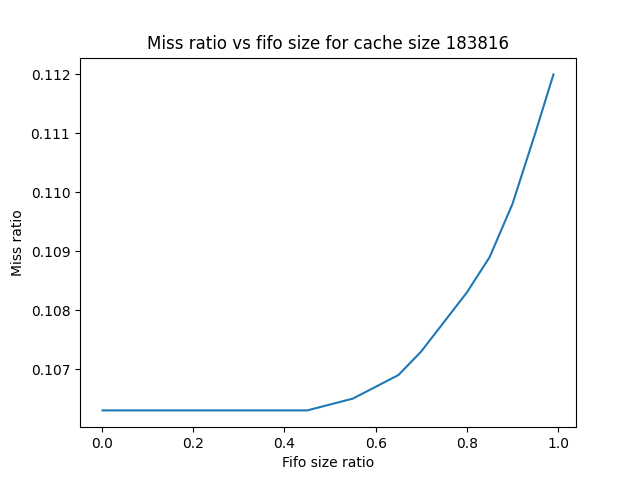 Miss ratio vs fifo size for cache size 183816
0.112
0.111
0.110
0.109
0.108
0.107
Miss ratio
0.0 0.2 0.4 0.6 0.8 1.0
Fifo size ratio